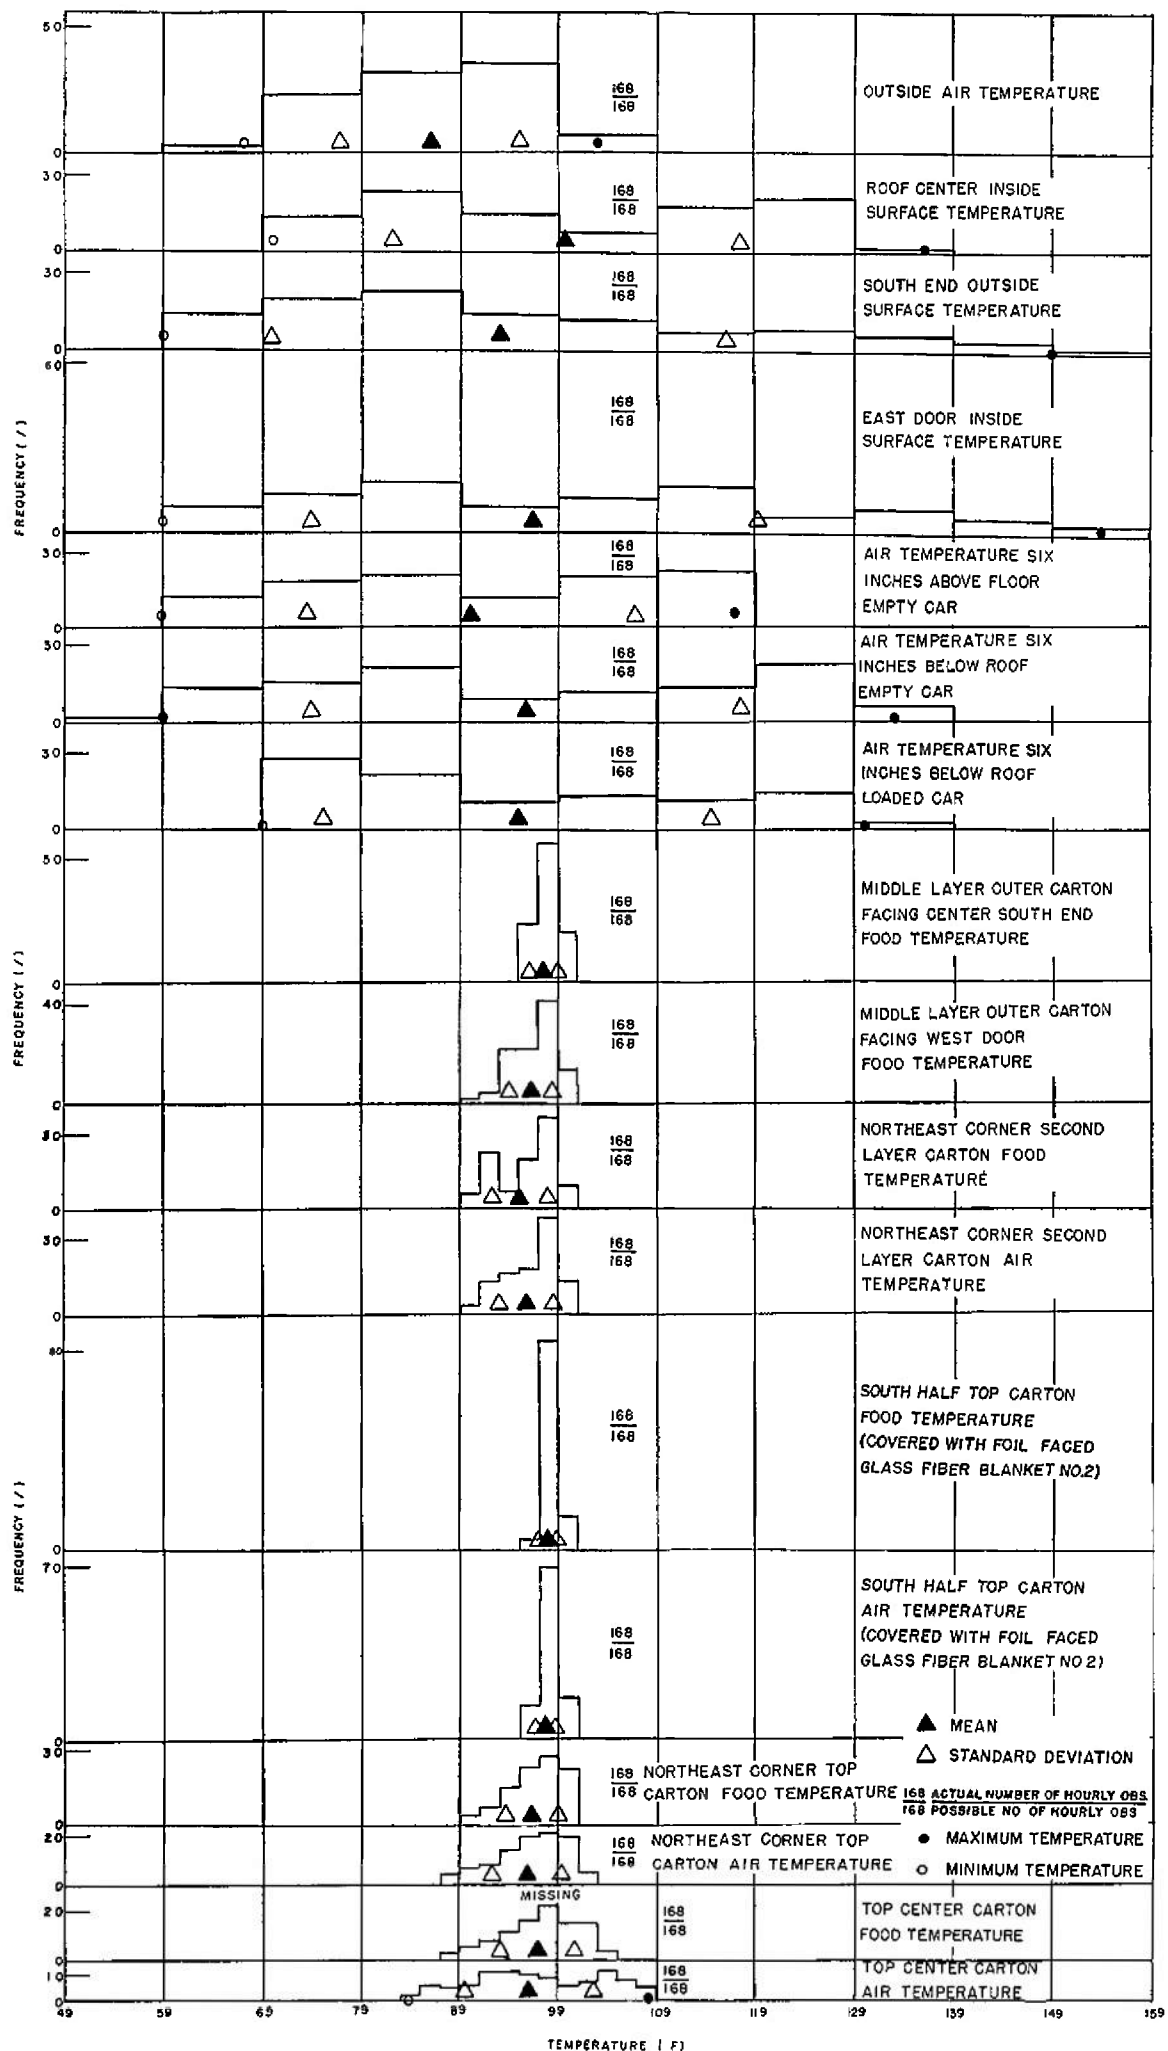 50
0
168
168
OUTSIDE AIR TEMPERATURE
30
0
168
168
ROOF CENTER INSIDE
SURFACE TEMPERATURE
30
0
168
168
SOUTH END OUTSIDE
SURFACE TEMPERATURE
60
0
168
168
EAST DOOR INSIDE
SURFACE TEMPERATURE
FREQUENCY ( / )
30
0
168
168
AIR TEMPERATURE SIX
INCHES ABOVE FLOOR
EMPTY CAR
30
0
168
168
AIR TEMPERATURE SIX
INCHES BELOW ROOF
EMPTY CAR
30
0
168
168
AIR TEMPERATURE SIX
INCHES BELOW ROOF
LOADED CAR
50
0
168
168
MIDDLE LAYER OUTER CARTON
FACING CENTER SOUTH END
FOOD TEMPERATURE
FREQUENCY ( / )
40
0
168
168
MIDDLE LAYER OUTER CARTON
FACING WEST DOOR
FOOD TEMPERATURE
30
0
168
168
NORTHEAST CORNER SECOND
LAYER CARTON FOOD
TEMPERATURE
30
0
168
168
NORTHEAST CORNER SECOND
LAYER CARTON AIR
TEMPERATURE
80
0
168
168
SOUTH HALF TOP CARTON
FOOD TEMPERATURE
(COVERED WITH FOIL FACED
GLASS FIBER BLANKET NO.2)
FREQUENCY ( / )
70
0
168
168
SOUTH HALF TOP CARTON
AIR TEMPERATURE
(COVERED WITH FOIL FACED
GLASS FIBER BLANKET NO 2)
MEAN
STANDARD DEVIATION
168 ACTUAL NUMBER OF HOURLY OBS.
168 POSSIBLE NO OF HOURLY OBS
MAXIMUM TEMPERATURE
MINIMUM TEMPERATURE
30
0
168
168
NORTHEAST CORNER TOP
CARTON FOOD TEMPERATURE
20
0
168
168
NORTHEAST CORNER TOP
CARTON AIR TEMPERATURE
MISSING
20
0
168
168
TOP CENTER CARTON
FOOD TEMPERATURE
10
0
168
168
TOP CENTER CARTON
AIR TEMPERATURE
49 59 69 79 89 99 109 119 129 139 149 159
TEMPERATURE ( F)